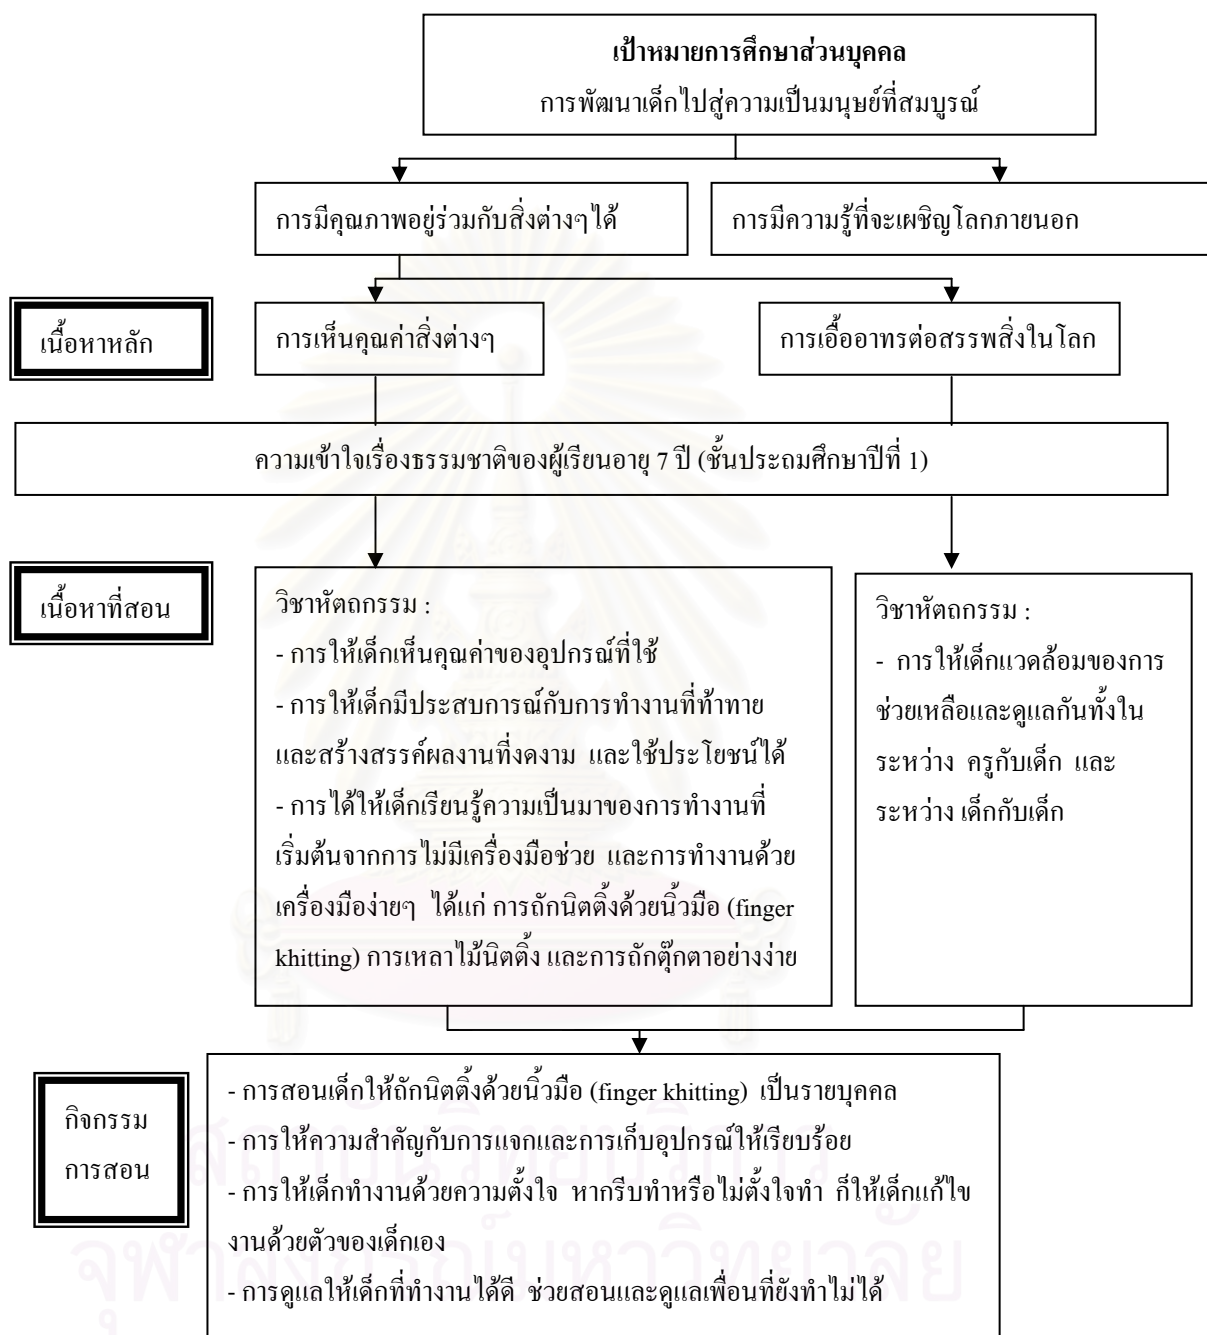 เป้าหมายการศึกษาส่วนบุคคล
การพัฒนาเด็กไปสู่ความเป็นมนุษย์ที่สมบูรณ์
การมีคุณภาพอยู่ร่วมกับสิ่งต่างๆ ได้
การมีความรู้ที่จะเผชิญโลกภายนอก
เนื้อหาหลัก
การเห็นคุณค่าสิ่งต่างๆ
การเอื้ออาทรต่อสรรพสิ่งในโลก
ความเข้าใจเรื่องธรรมชาติของผู้เรียนอายุ 7 ปี (ชั้นประถมศึกษาปีที่ 1)
เนื้อหาที่สอน
วิชาหัตถกรรม :
- การให้เด็กเห็นคุณค่าของอุปกรณ์ที่ใช้
- การให้เด็กมีประสบการณ์กับการทำงานที่ท้าทาย
และสร้างสรรค์ผลงานที่งดงาม และใช้ประโยชน์ได้
- การได้ให้เด็กเรียนรู้ความเป็นมาของการทำงานที่
เริ่มต้นจากการไม่มีเครื่องมือช่วย และการทำงานด้วย
เครื่องมือง่ายๆ ได้แก่ การถักนิตติ้งด้วยนิ้วมือ (finger
khitting) การเหลาไม้นิตติ้ง และการถักตุ๊กตาอย่างง่าย
วิชาหัตถกรรม :
- การให้เด็กแวดล้อมของการ
ช่วยเหลือและดูแลกันทั้งใน
ระหว่าง ครูกับเด็ก และ
ระหว่าง เด็กกับเด็ก
กิจกรรม
การสอน
- การสอนเด็กให้ถักนิตติ้งด้วยนิ้วมือ (finger khitting) เป็นรายบุคคล
- การให้ความสำคัญกับการแจกและการเก็บอุปกรณ์ให้เรียบร้อย
- การให้เด็กทำงานด้วยความตั้งใจ หากรีบทำหรือไม่ตั้งใจทำ ก็ให้เด็กแก้ไข
งานด้วยตัวของเด็กเอง
- การดูแลให้เด็กที่ทำงานได้ดี ช่วยสอนและดูแลเพื่อนที่ยังทำไม่ได้
สถาบันวิทยบริการ
จุฬาลงกรณ์มหาวิทยาลัย